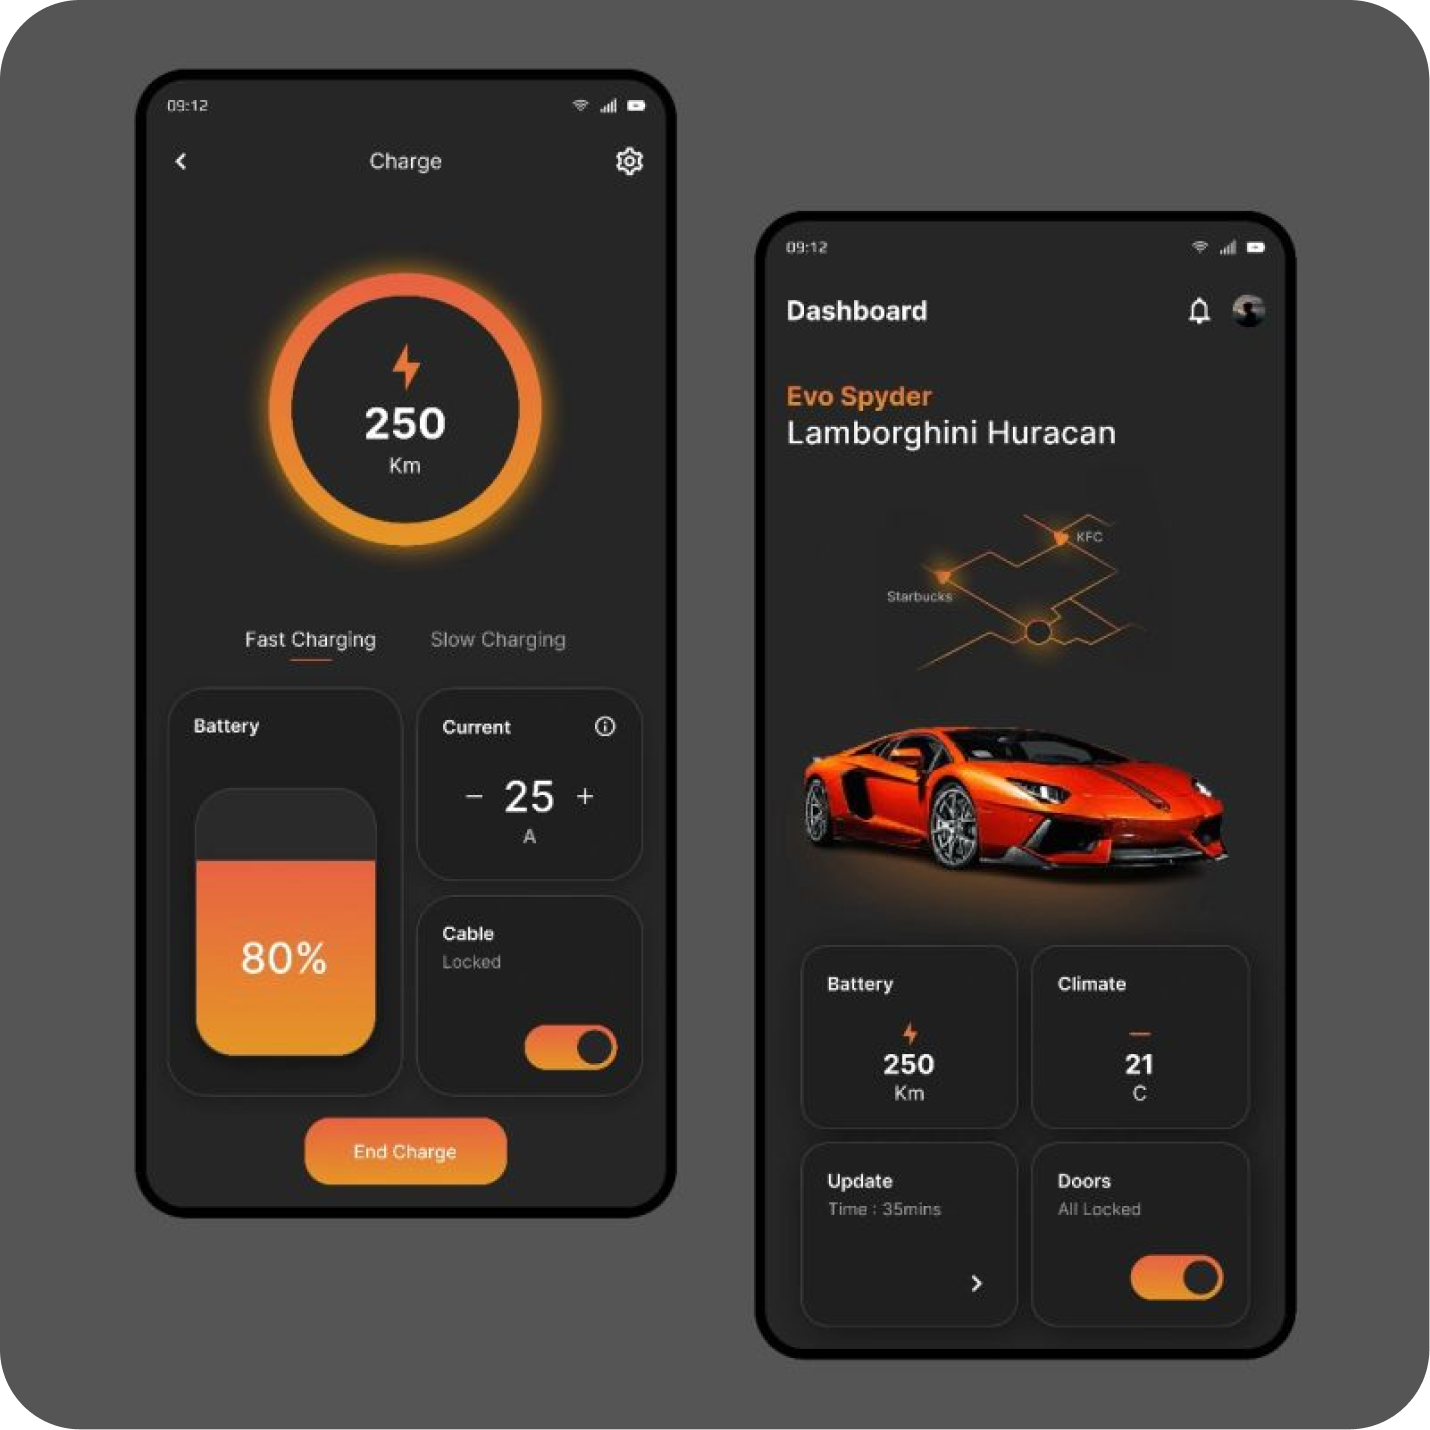 09:12
Charge
250
Km
Fast Charging
Slow Charging
Battery
80%
Current
− 25 +
A
Cable
Locked
End Charge
09:12
Dashboard
Evo Spyder
Lamborghini Huracan
KFC
Starbucks
Battery
250
Km
Climate
21
C
Update
Time : 35mins
Doors
All Locked